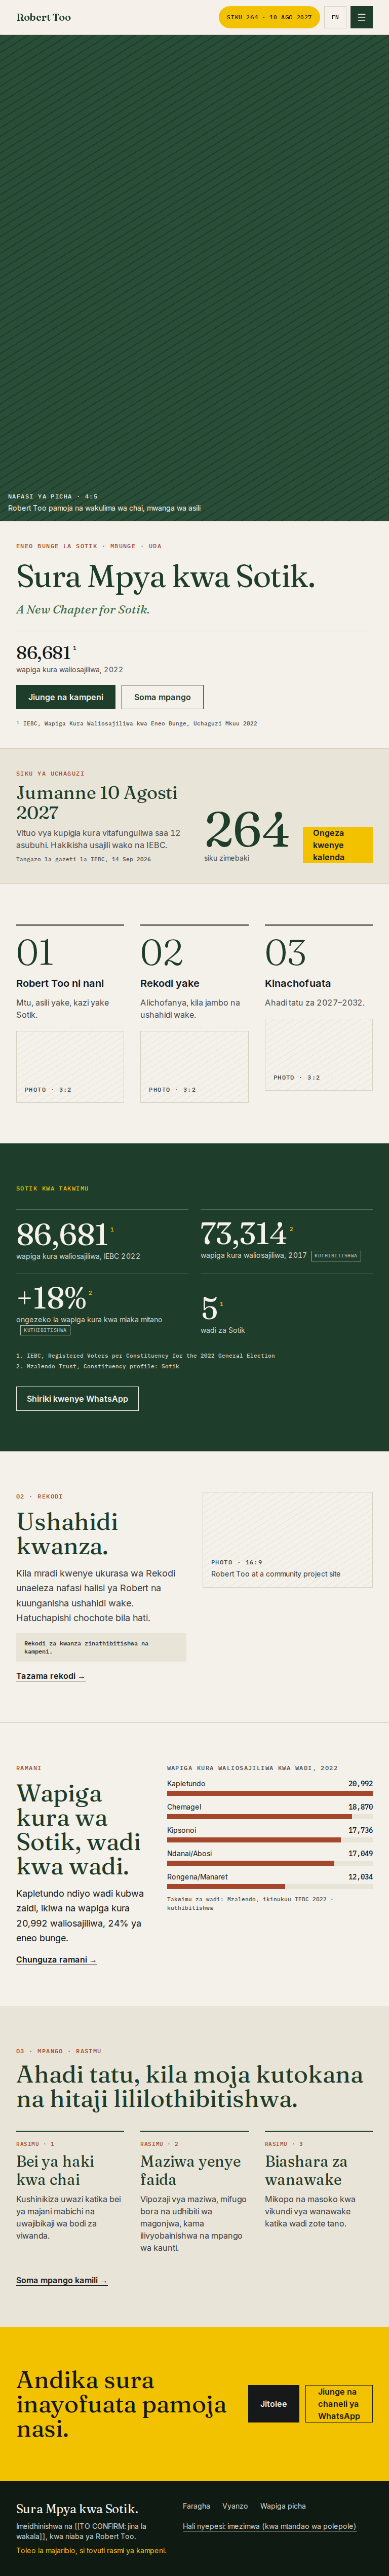 Robert Too
SIKU 264 · 10 AGO 2027
EN
NAFASI YA PICHA · 4:5
Robert Too pamoja na wakulima wa chai, mwanga wa asili
ENEO BUNGE LA SOTIK · MBUNGE · UDA
Sura Mpya kwa Sotik.
A New Chapter for Sotik.
86,681 1
wapiga kura waliosajiliwa, 2022
Jiunge na kampeni
Soma mpango
¹ IEBC, Wapiga Kura Waliosajiliwa kwa Eneo Bunge, Uchaguzi Mkuu 2022
SIKU YA UCHAGUZI
Jumanne 10 Agosti
2027
Vituo vya kupigia kura vitafunguliwa saa 12
asubuhi. Hakikisha usajili wako na IEBC.
Tangazo la gazeti la IEBC, 14 Sep 2026
264
siku zimebaki
Ongeza
kwenye
kalenda
01
Robert Too ni nani
Mtu, asili yake, kazi yake
Sotik.
PHOTO · 3:2
02
Rekodi yake
Alichofanya, kila jambo na
ushahidi wake.
PHOTO · 3:2
03
Kinachofuata
Ahadi tatu za 2027–2032.
PHOTO · 3:2
SOTIK KWA TAKWIMU
86,681 1
wapiga kura waliosajiliwa, IEBC 2022
73,314 2
wapiga kura waliosajiliwa, 2017 KUTHIBITISHWA
+18% 2
ongezeko la wapiga kura kwa miaka mitano
KUTHIBITISHWA
5 1
wadi za Sotik
1. IEBC, Registered Voters per Constituency for the 2022 General Election
2. Mzalendo Trust, Constituency profile: Sotik
Shiriki kwenye WhatsApp
02 · REKODI
Ushahidi
kwanza.
Kila mradi kwenye ukurasa wa Rekodi
unaeleza nafasi halisi ya Robert na
kuunganisha ushahidi wake.
Hatuchapishi chochote bila hati.
Rekodi za kwanza zinathibitishwa na
kampeni.
Tazama rekodi →
PHOTO · 16:9
Robert Too at a community project site
RAMANI
Wapiga
kura wa
Sotik, wadi
kwa wadi.
Kapletundo ndiyo wadi kubwa
zaidi, ikiwa na wapiga kura
20,992 waliosajiliwa, 24% ya
eneo bunge.
Chunguza ramani →
WAPIGA KURA WALIOSAJILIWA KWA WADI, 2022
Kapletundo 20,992
Chemagel 18,870
Kipsonoi 17,736
Ndanai/Abosi 17,049
Rongena/Manaret 12,034
Takwimu za wadi: Mzalendo, ikinukuu IEBC 2022 ·
kuthibitishwa
03 · MPANGO · RASIMU
Ahadi tatu, kila moja kutokana
na hitaji lililothibitishwa.
RASIMU · 1
Bei ya haki
kwa chai
Kushinikiza uwazi katika bei
ya majani mabichi na
uwajibikaji wa bodi za
viwanda.
RASIMU · 2
Maziwa yenye
faida
Vipozaji vya maziwa, mifugo
bora na udhibiti wa
magonjwa, kama
ilivyobainishwa na mpango
wa kaunti.
RASIMU · 3
Biashara za
wanawake
Mikopo na masoko kwa
vikundi vya wanawake
katika wadi zote tano.
Soma mpango kamili →
Andika sura
inayofuata pamoja
nasi.
Jitolee
Jiunge na
chaneli ya
WhatsApp
Sura Mpya kwa Sotik.
Imeidhinishwa na [[TO CONFIRM: jina la
wakala]], kwa niaba ya Robert Too.
Toleo la majaribio, si tovuti rasmi ya kampeni.
Faragha
Vyanzo
Wapiga picha
Hali nyepesi: imezimwa (kwa mtandao wa polepole)